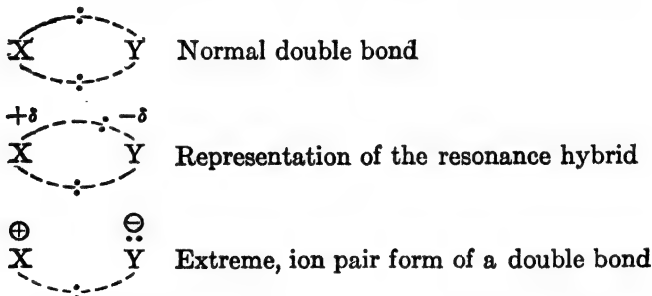 X Y Normal double bond
+δ −δ
X Y Representation of the resonance hybrid
⊕ ⊖
X Y Extreme, ion pair form of a double bond